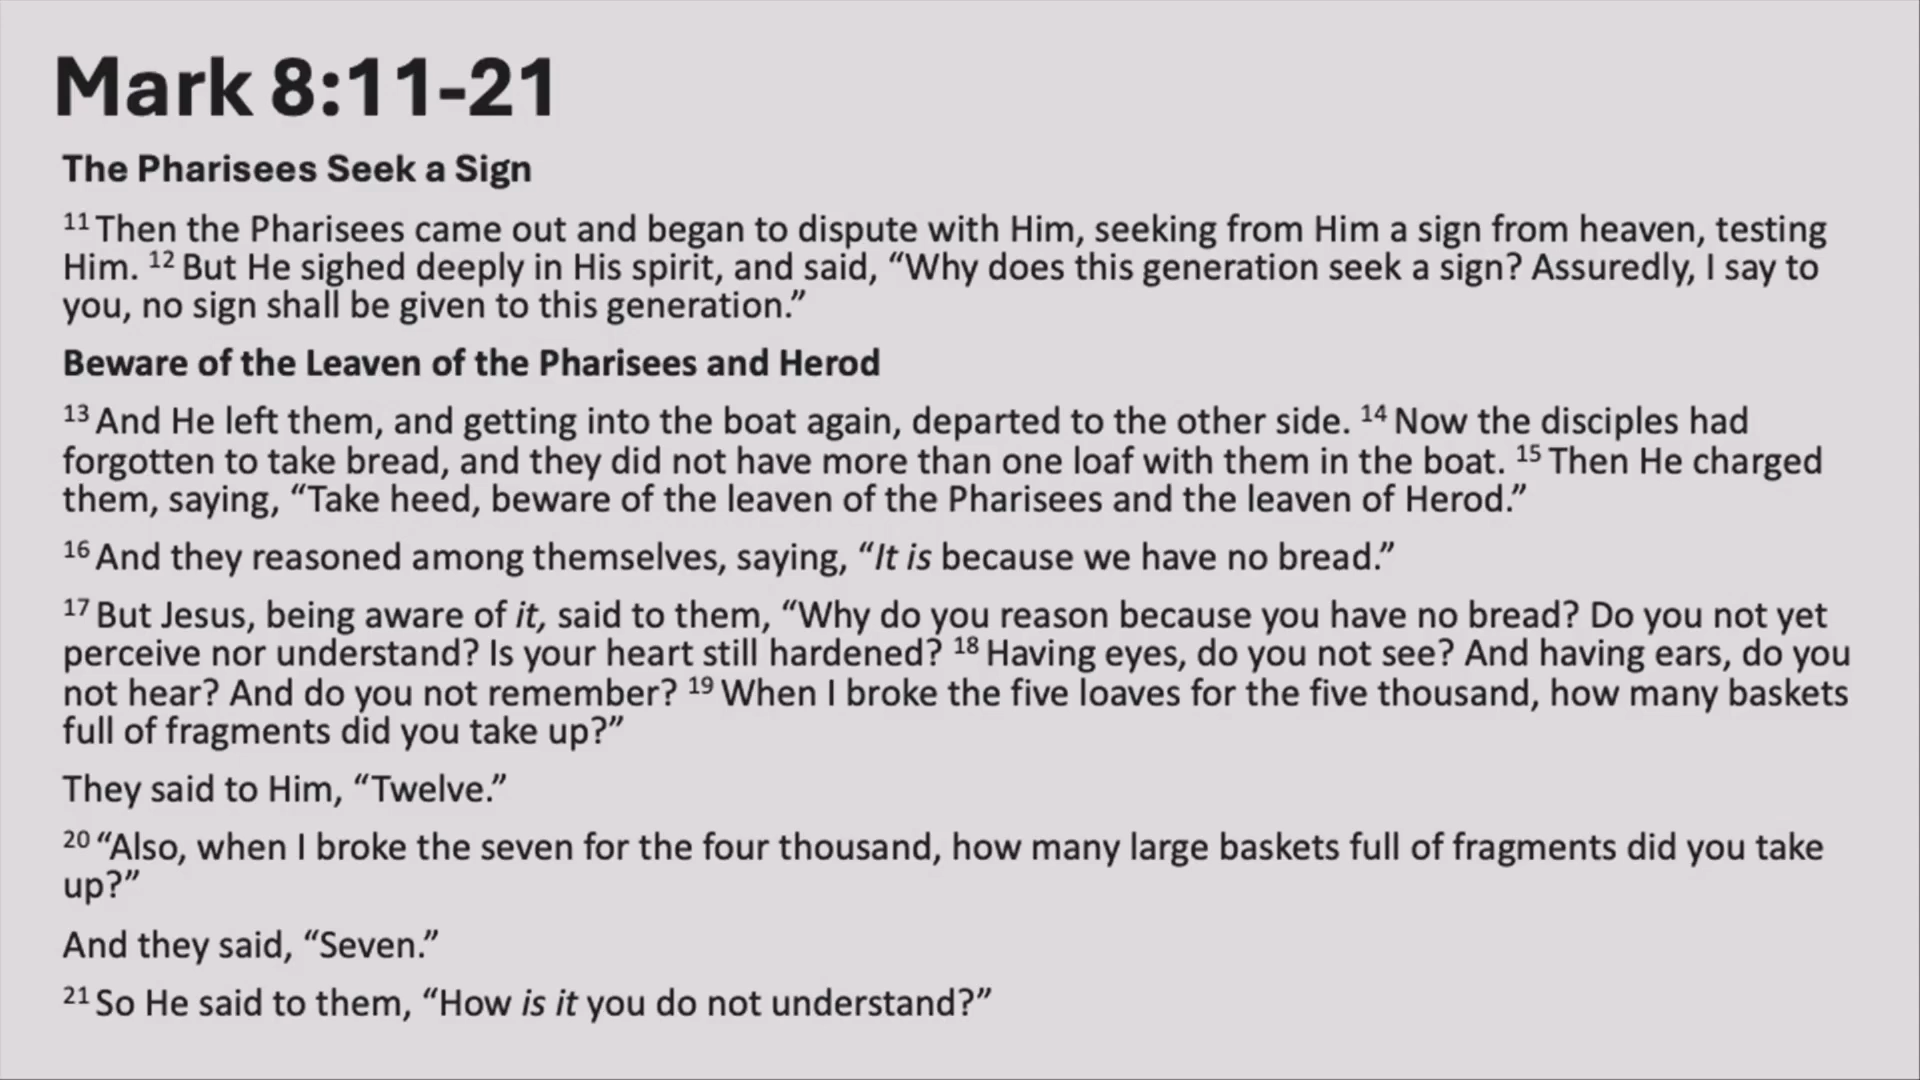 Mark 8:11-21
The Pharisees Seek a Sign
11 Then the Pharisees came out and began to dispute with Him, seeking from Him a sign from heaven, testing
Him. 12 But He sighed deeply in His spirit, and said, “Why does this generation seek a sign? Assuredly, I say to
you, no sign shall be given to this generation.”
Beware of the Leaven of the Pharisees and Herod
13 And He left them, and getting into the boat again, departed to the other side. 14 Now the disciples had
forgotten to take bread, and they did not have more than one loaf with them in the boat. 15 Then He charged
them, saying, “Take heed, beware of the leaven of the Pharisees and the leaven of Herod.”
16 And they reasoned among themselves, saying, “It is because we have no bread.”
17 But Jesus, being aware of it, said to them, “Why do you reason because you have no bread? Do you not yet
perceive nor understand? Is your heart still hardened? 18 Having eyes, do you not see? And having ears, do you
not hear? And do you not remember? 19 When I broke the five loaves for the five thousand, how many baskets
full of fragments did you take up?”
They said to Him, “Twelve.”
20 “Also, when I broke the seven for the four thousand, how many large baskets full of fragments did you take
up?”
And they said, “Seven.”
21 So He said to them, “How is it you do not understand?”